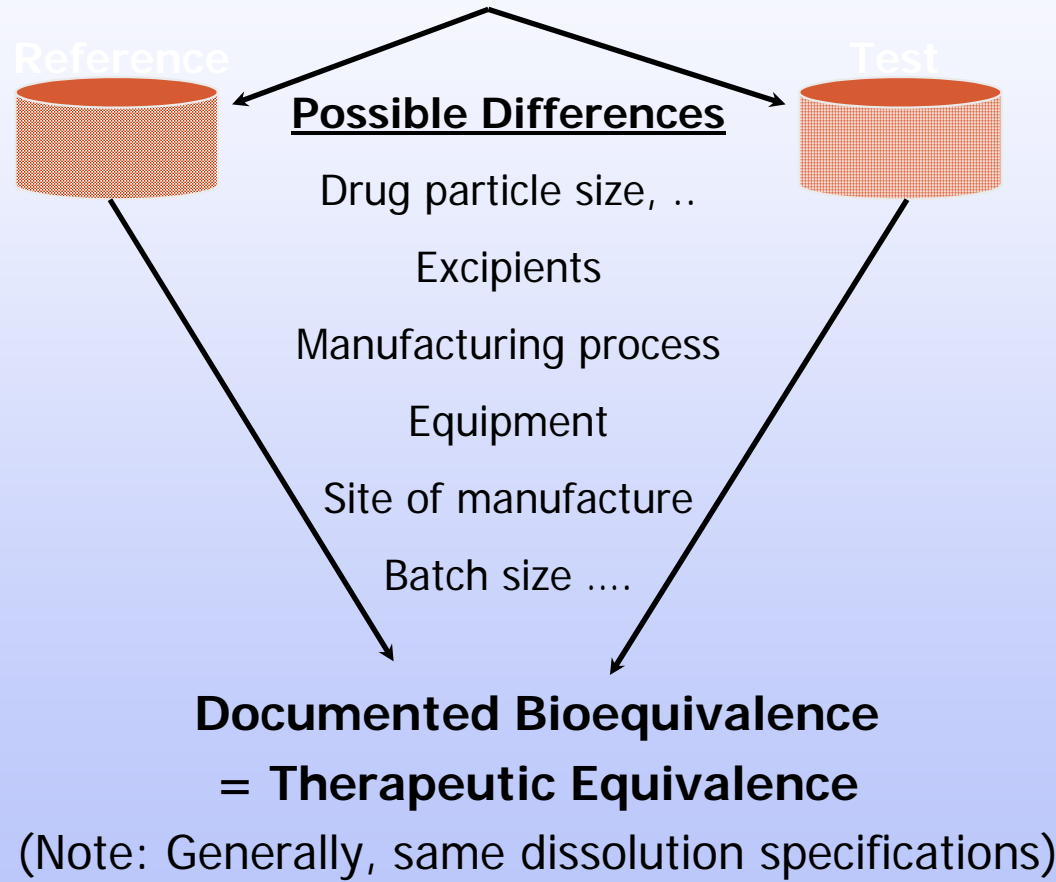 Reference
Test
Possible Differences
Drug particle size, ..
Excipients
Manufacturing process
Equipment
Site of manufacture
Batch size ....
Documented Bioequivalence
= Therapeutic Equivalence
(Note: Generally, same dissolution specifications)